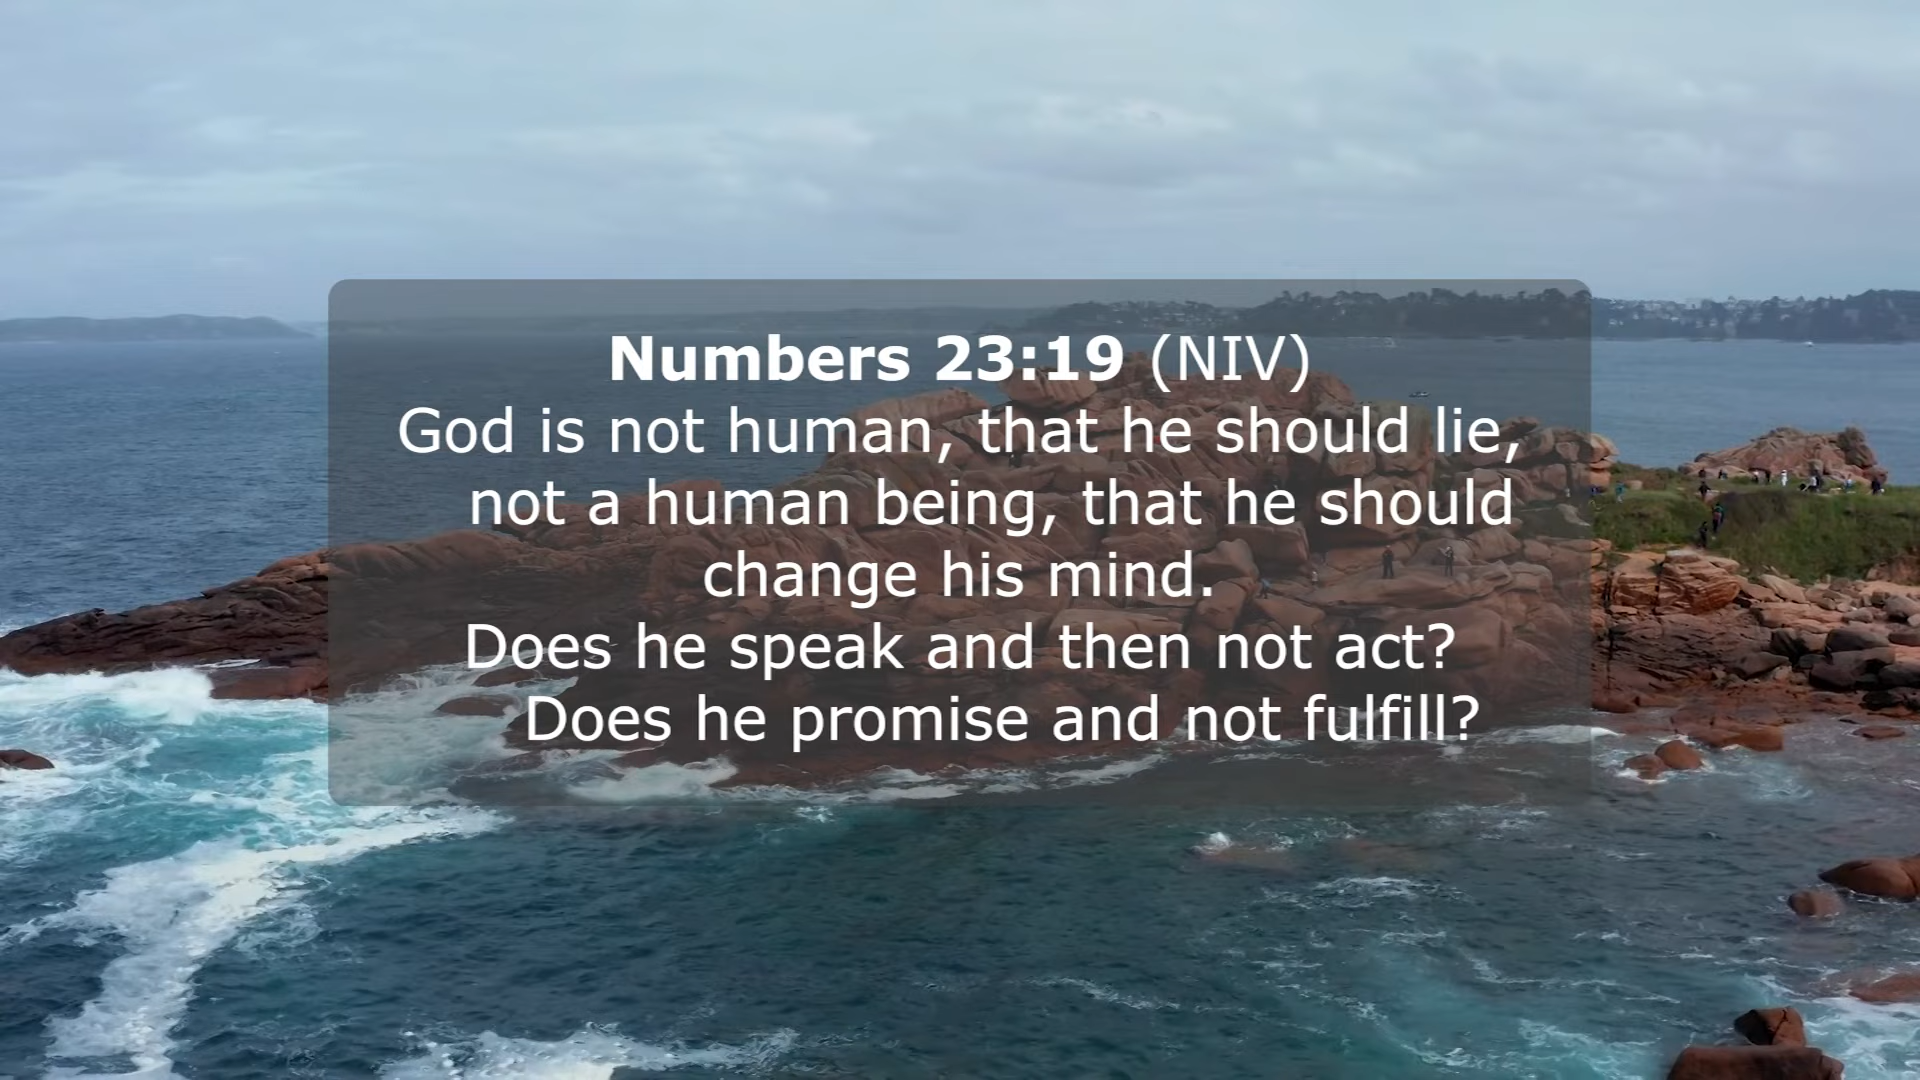 Numbers 23:19 (NIV)
God is not human, that he should lie,
not a human being, that he should
change his mind.
Does he speak and then not act?
Does he promise and not fulfill?